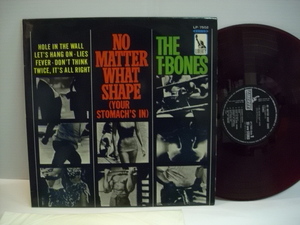 HOLE IN THE WALL
LET'S HANG ON · LIES
FEVER · DON'T THINK
TWICE, IT'S ALL RIGHT
NO
MATTER
WHAT
SHAPE
(YOUR
STOMACH'S IN)
THE
T-BONES
LIBERTY